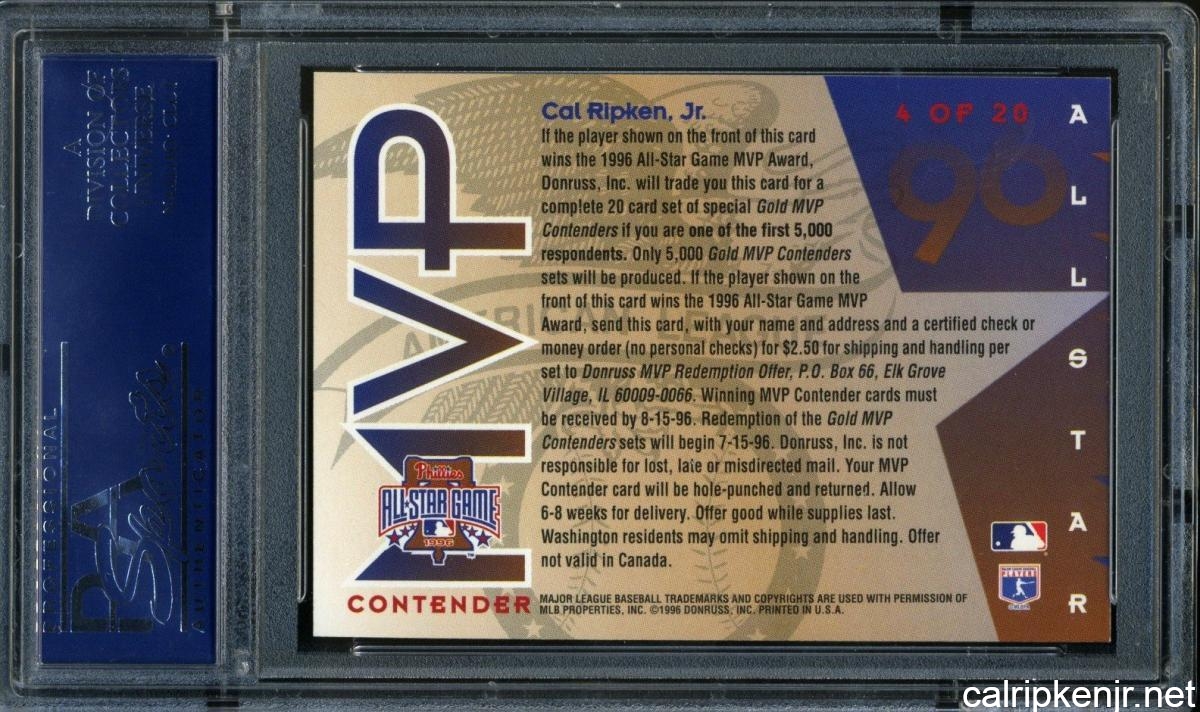 A
DIVISION OF
COLLECTORS
UNIVERSE
PROFESSIONAL
PSA
Sports
AUTHENTICATOR
MVP
CONTENDER
Phillies
ALL-STAR GAME
1996
Cal Ripken, Jr.
If the player shown on the front of this card
wins the 1996 All-Star Game MVP Award,
Donruss, Inc. will trade you this card for a
complete 20 card set of special Gold MVP
Contenders if you are one of the first 5,000
respondents. Only 5,000 Gold MVP Contenders
sets will be produced. If the player shown on the
front of this card wins the 1996 All-Star Game MVP
Award, send this card, with your name and address and a certified check or
money order (no personal checks) for $2.50 for shipping and handling per
set to Donruss MVP Redemption Offer, P.O. Box 66, Elk Grove
Village, IL 60009-0066. Winning MVP Contender cards must
be received by 8-15-96. Redemption of the Gold MVP
Contenders sets will begin 7-15-96. Donruss, Inc. is not
responsible for lost, late or misdirected mail. Your MVP
Contender card will be hole-punched and returned. Allow
6-8 weeks for delivery. Offer good while supplies last.
Washington residents may omit shipping and handling. Offer
not valid in Canada.
MAJOR LEAGUE BASEBALL TRADEMARKS AND COPYRIGHTS ARE USED WITH PERMISSION OF
MLB PROPERTIES, INC. ©1996 DONRUSS, INC. PRINTED IN U.S.A.
AMERICAN LEAGUE
4 OF 20
96
ALL STAR
PLAYERS
calripkenjr.net